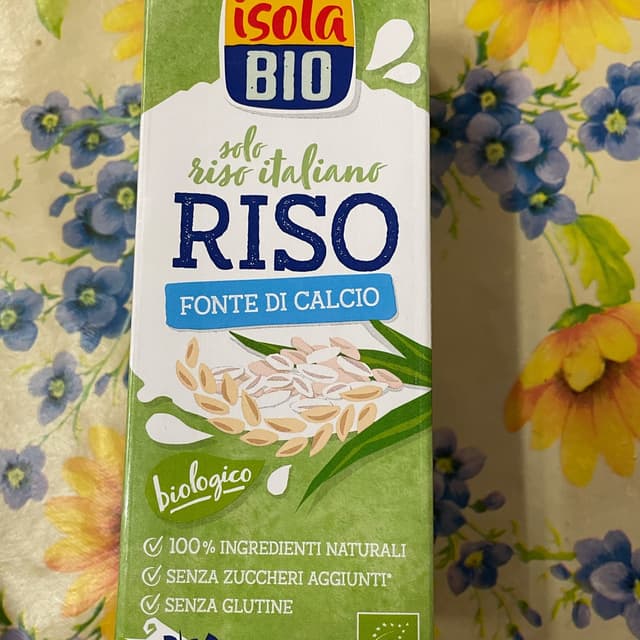 isola
BIO
solo
riso italiano
RISO
FONTE DI CALCIO
biologico
100% INGREDIENTI NATURALI
SENZA ZUCCHERI AGGIUNTI*
SENZA GLUTINE